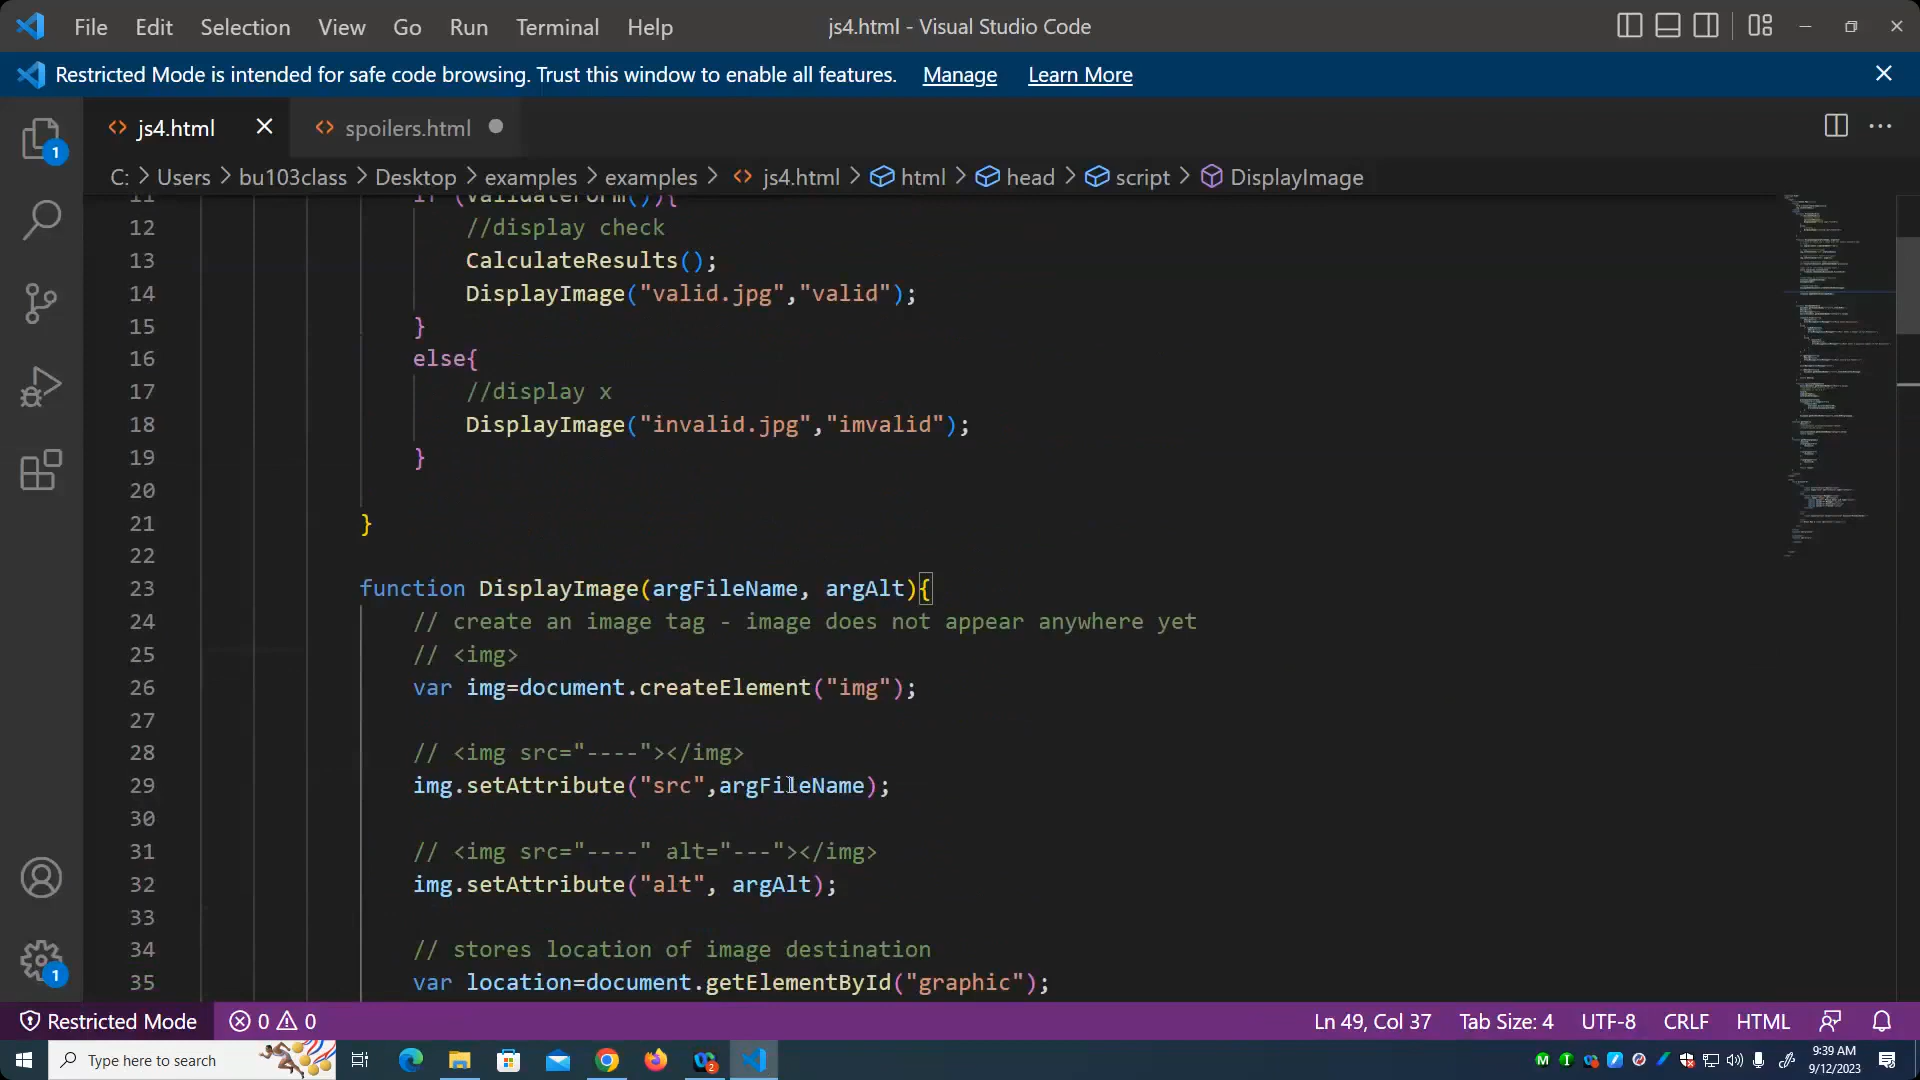 File Edit Selection View Go Run Terminal Help js4.html - Visual Studio Code
Restricted Mode is intended for safe code browsing. Trust this window to enable all features. Manage Learn More
js4.html spoilers.html
1
C: > Users > bu103class > Desktop > examples > examples > js4.html > html > head > script > DisplayImage
11 if (ValidateForm()){
12 //display check
13 CalculateResults();
14 DisplayImage("valid.jpg","valid");
15 }
16 else{
17 //display x
18 DisplayImage("invalid.jpg","imvalid");
19 }
20
21 }
22
23 function DisplayImage(argFileName, argAlt){
24 // create an image tag - image does not appear anywhere yet
25 // <img>
26 var img=document.createElement("img");
27
28 // <img src="----"></img>
29 img.setAttribute("src",argFileName);
30
31 // <img src="----" alt="---"></img>
32 img.setAttribute("alt", argAlt);
33
34 // stores location of image destination
35 var location=document.getElementById("graphic");
1
Restricted Mode 0 0 Ln 49, Col 37 Tab Size: 4 UTF-8 CRLF HTML
Type here to search 2 9:39 AM
9/12/2023